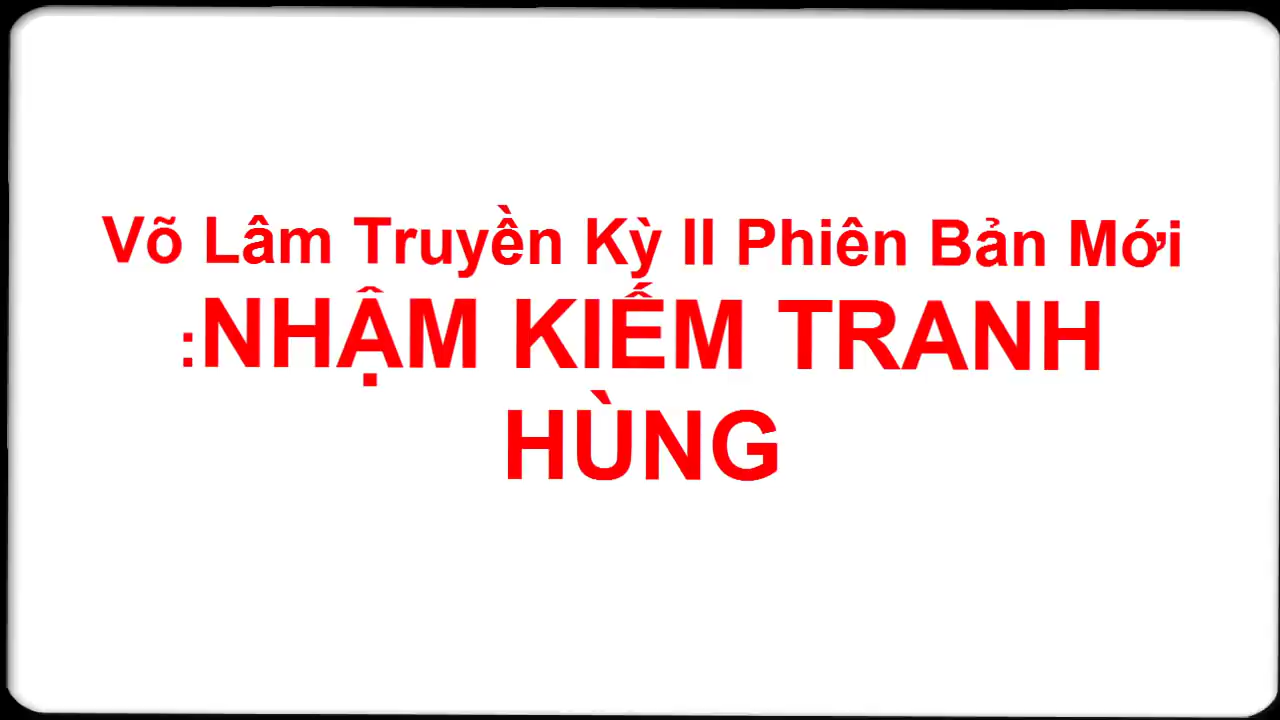 Võ Lâm Truyền Kỳ II Phiên Bản Mới
:NHẬM KIẾM TRANH
HÙNG